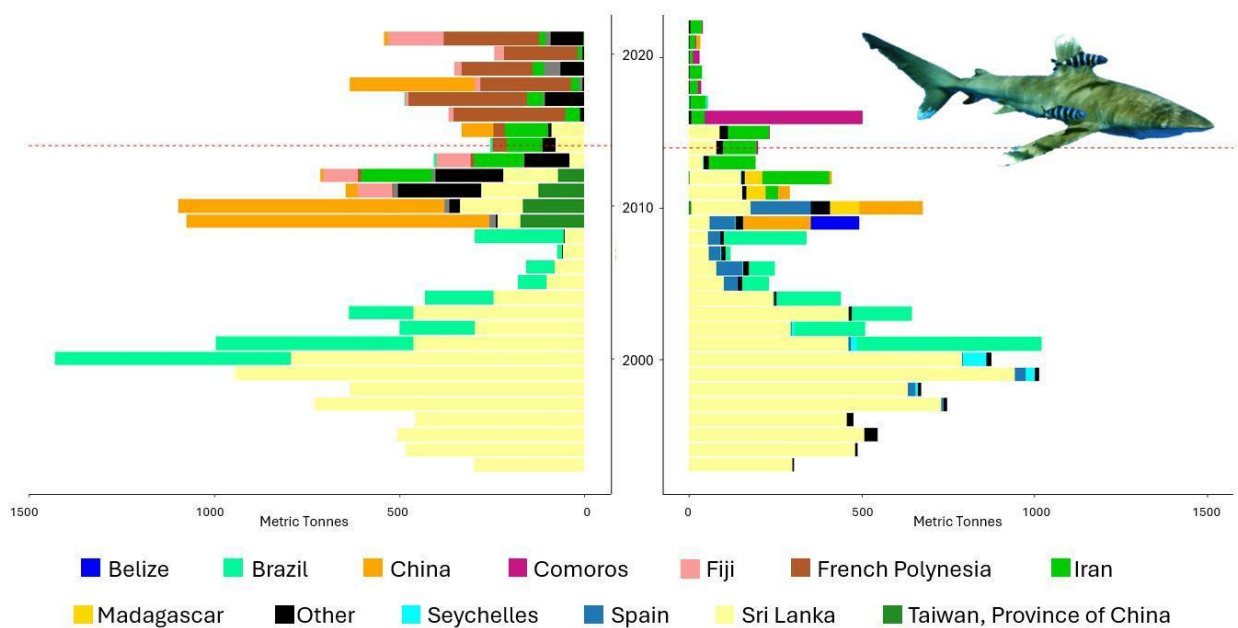 2020
2010
2000
1500 1000 500 0
0 500 1000 1500
Metric Tonnes
Metric Tonnes
Belize Brazil China Comoros Fiji French Polynesia Iran
Madagascar Other Seychelles Spain Sri Lanka Taiwan, Province of China